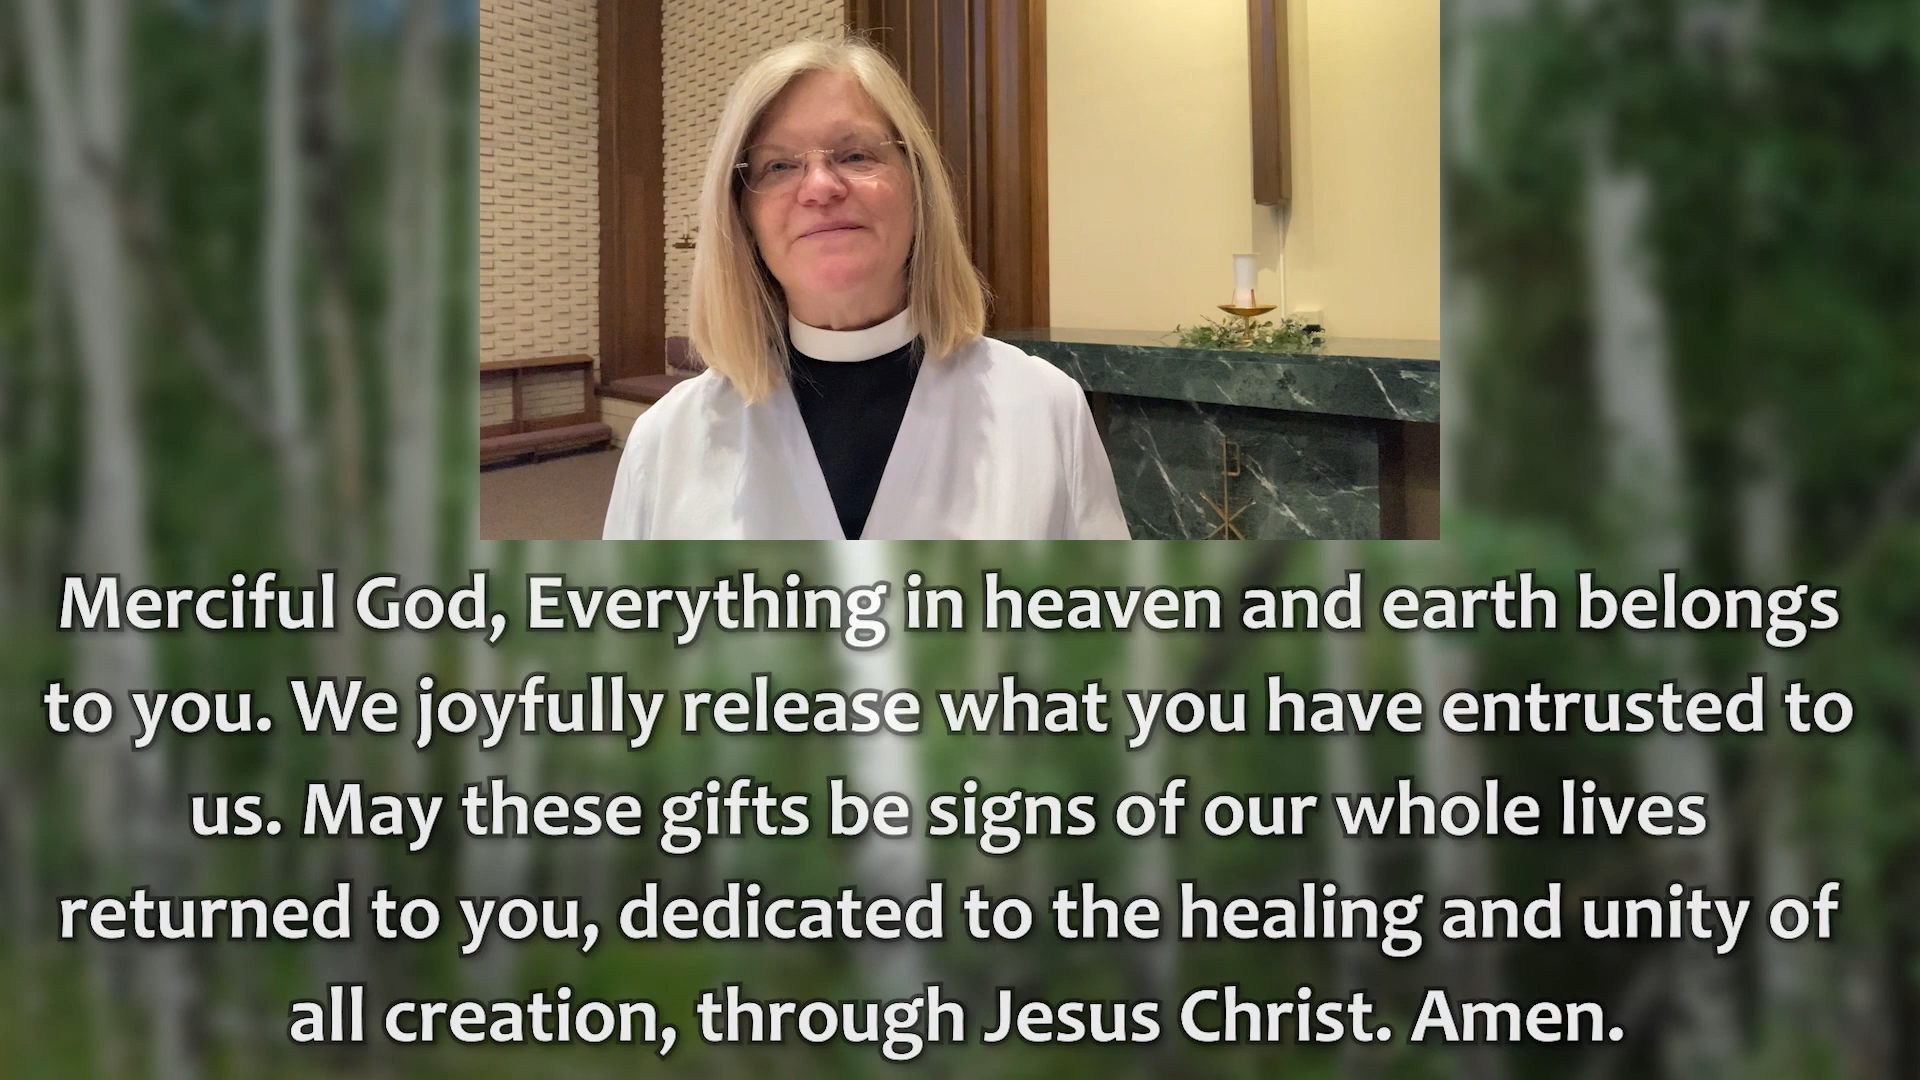 Merciful God, Everything in heaven and earth belongs
to you. We joyfully release what you have entrusted to
us. May these gifts be signs of our whole lives
returned to you, dedicated to the healing and unity of
all creation, through Jesus Christ. Amen.